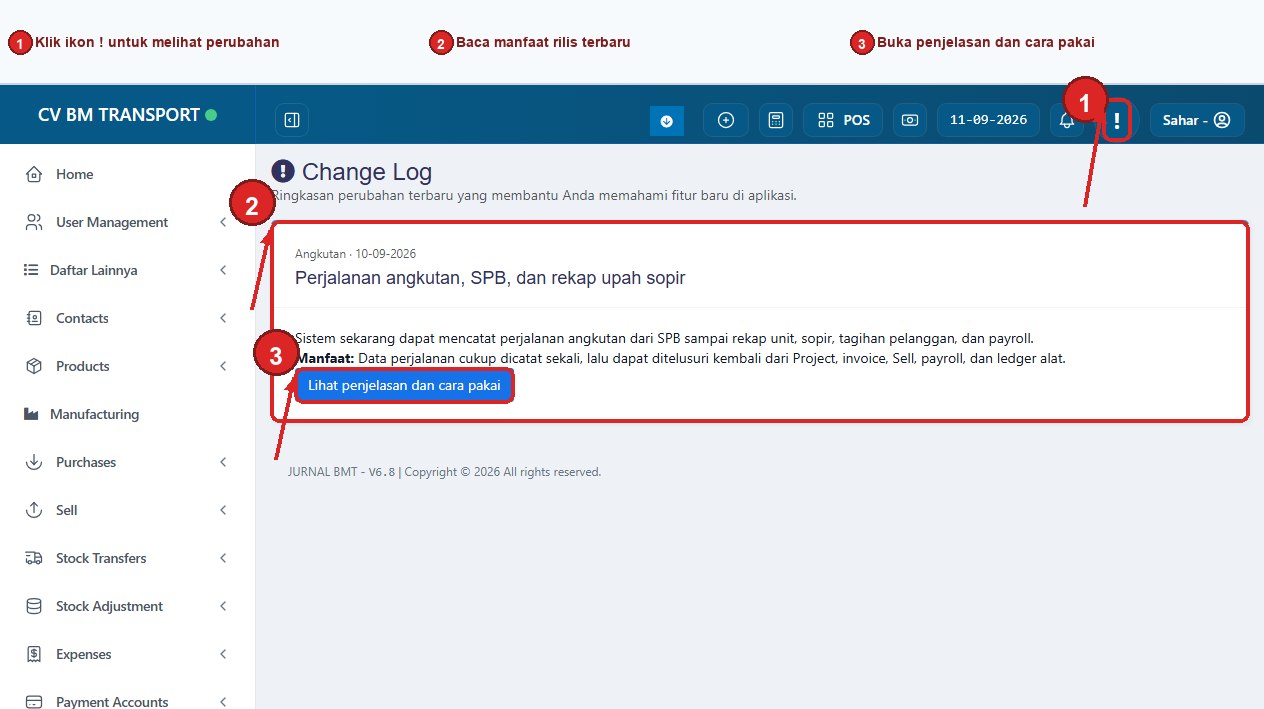 1 Klik ikon ! untuk melihat perubahan
2 Baca manfaat rilis terbaru
3 Buka penjelasan dan cara pakai
CV BM TRANSPORT
POS
11-09-2026
1
!
Sahar -
Home
User Management
Daftar Lainnya
Contacts
Products
Manufacturing
Purchases
Sell
Stock Transfers
Stock Adjustment
Expenses
Payment Accounts
! Change Log
2
Ringkasan perubahan terbaru yang membantu Anda memahami fitur baru di aplikasi.
Angkutan · 10-09-2026
Perjalanan angkutan, SPB, dan rekap upah sopir
Sistem sekarang dapat mencatat perjalanan angkutan dari SPB sampai rekap unit, sopir, tagihan pelanggan, dan payroll.
3
Manfaat: Data perjalanan cukup dicatat sekali, lalu dapat ditelusuri kembali dari Project, invoice, Sell, payroll, dan ledger alat.
Lihat penjelasan dan cara pakai
JURNAL BMT - V6.8 | Copyright © 2026 All rights reserved.